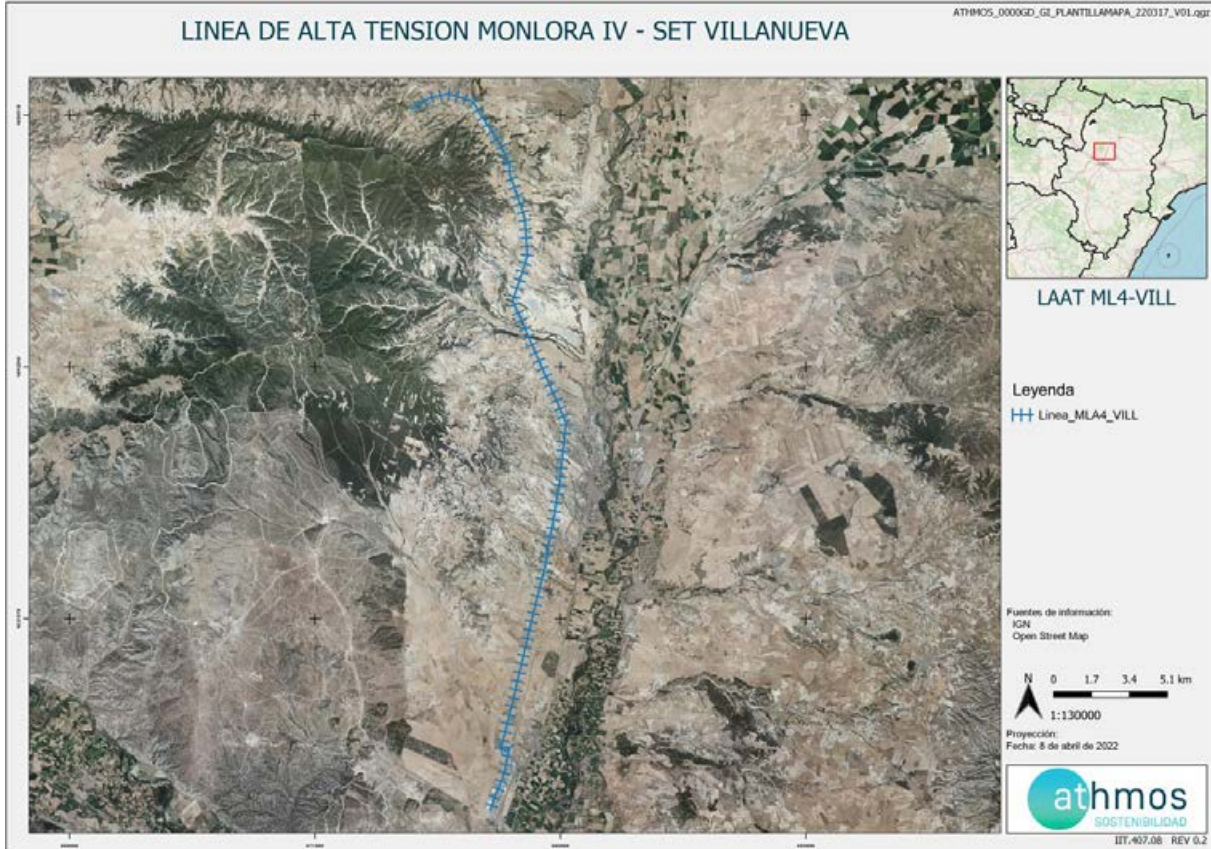 ATHMOS_0000GD_GI_PLANTILLAMAPA_220317_V01.qgz
LINEA DE ALTA TENSION MONLORA IV - SET VILLANUEVA
LAAT ML4-VILL
Leyenda
Linea_MLA4_VILL
Fuentes de información:
IGN
Open Street Map
N 0 1.7 3.4 5.1 km
1:130000
Proyección:
Fecha: 8 de abril de 2022
athmos
SOSTENIBILIDAD
IIT.407.08 REV 0.2